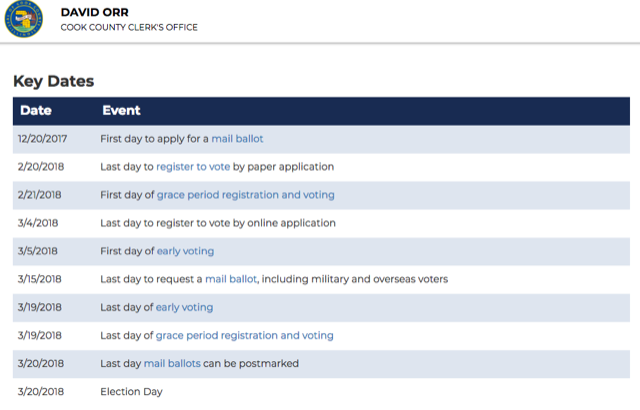 DAVID ORR
COOK COUNTY CLERK'S OFFICE
Key Dates
Date Event
12/20/2017 First day to apply for a mail ballot
2/20/2018 Last day to register to vote by paper application
2/21/2018 First day of grace period registration and voting
3/4/2018 Last day to register to vote by online application
3/5/2018 First day of early voting
3/15/2018 Last day to request a mail ballot, including military and overseas voters
3/19/2018 Last day of early voting
3/19/2018 Last day of grace period registration and voting
3/20/2018 Last day mail ballots can be postmarked
3/20/2018 Election Day